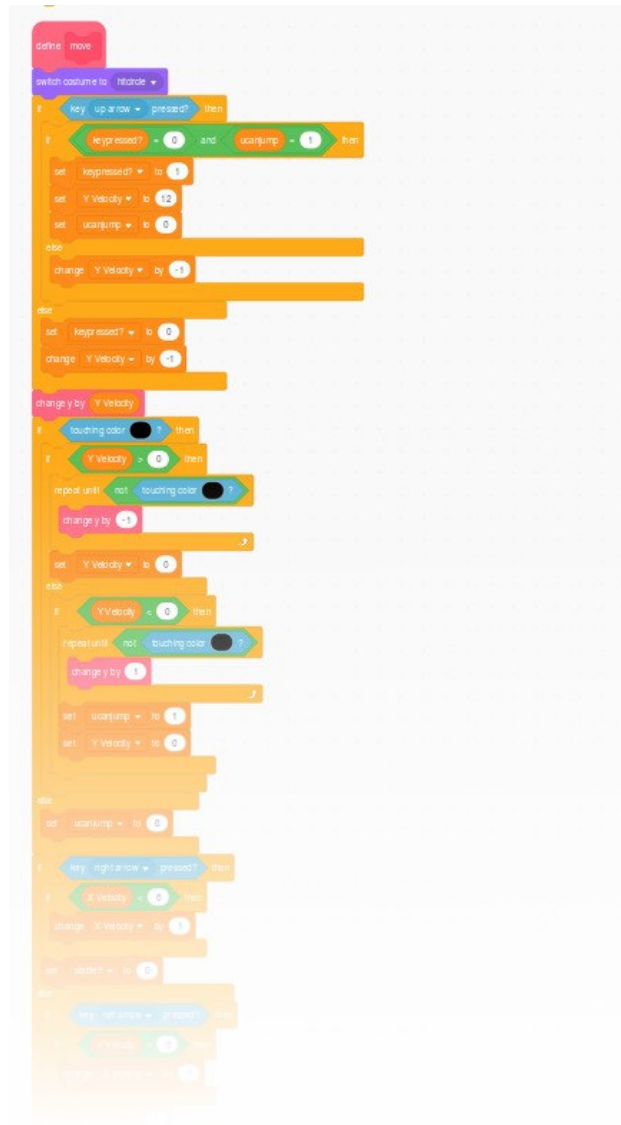 define move
switch costume to hitcircle
if key up arrow pressed? then
if keypressed? = 0 and ucanjump = 1 then
set keypressed? to 1
set Y Velocity to 12
set ucanjump to 0
else
change Y Velocity by -1
else
set keypressed? to 0
change Y Velocity by -1
change y by Y Velocity
if touching color ? then
if Y Velocity > 0 then
repeat until not touching color ?
change y by -1
set Y Velocity to 0
else
if Y Velocity < 0 then
repeat until not touching color ?
change y by 1
set ucanjump to 1
set Y Velocity to 0
else
set ucanjump to 0
if key right arrow pressed? then
if X Velocity < then
change X Velocity by 1
set to 0
else
if key left arrow pressed? then